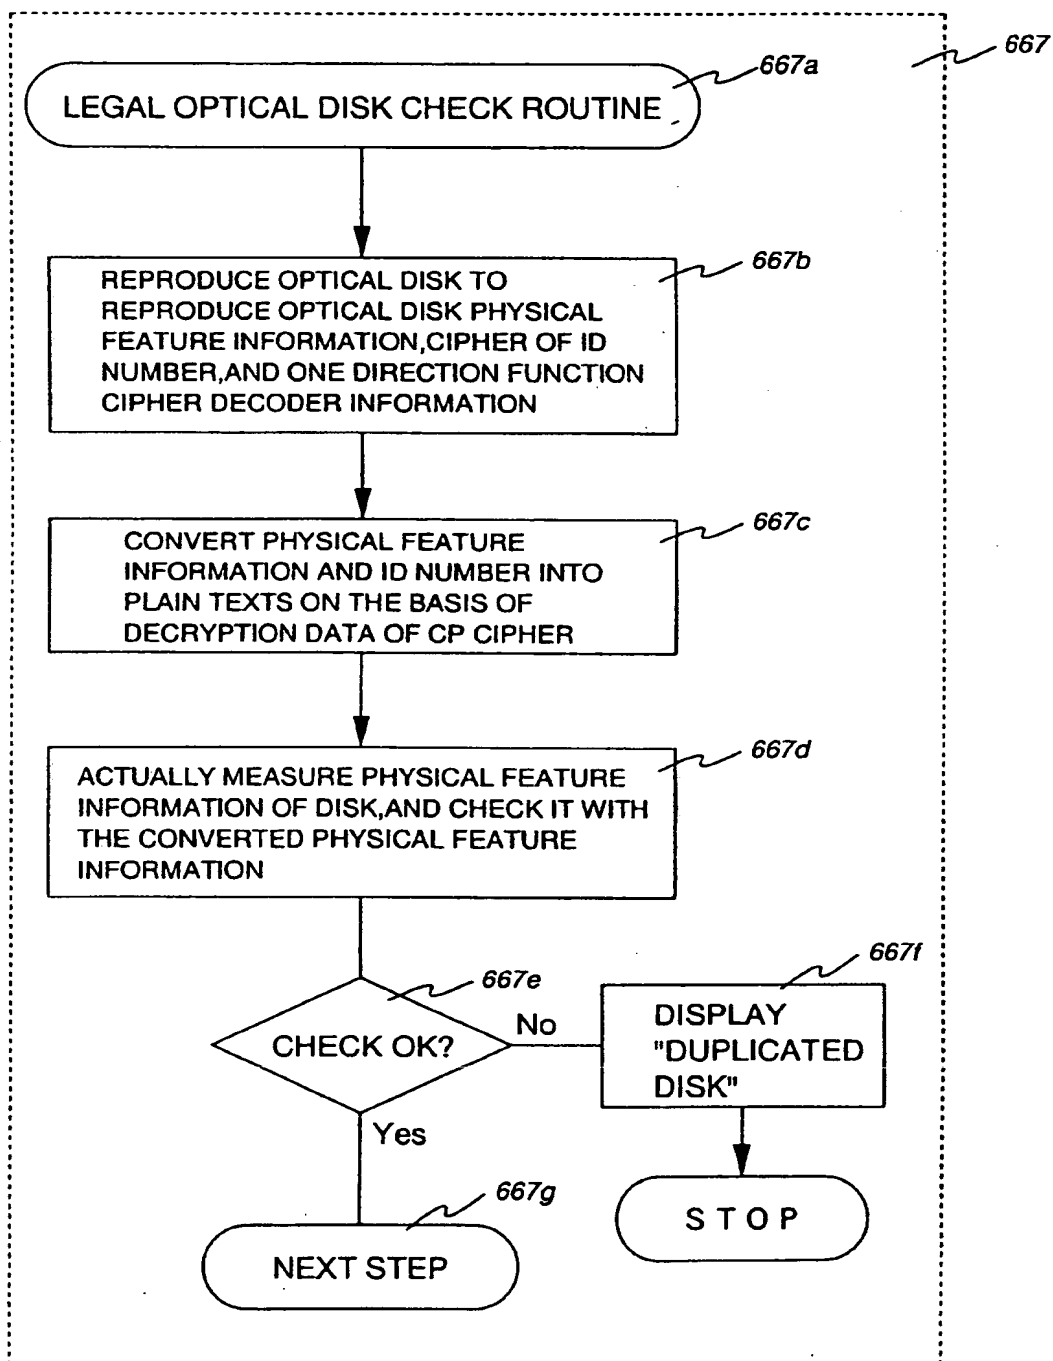 667
667a
LEGAL OPTICAL DISK CHECK ROUTINE
667b
REPRODUCE OPTICAL DISK TO
REPRODUCE OPTICAL DISK PHYSICAL
FEATURE INFORMATION,CIPHER OF ID
NUMBER,AND ONE DIRECTION FUNCTION
CIPHER DECODER INFORMATION
667c
CONVERT PHYSICAL FEATURE
INFORMATION AND ID NUMBER INTO
PLAIN TEXTS ON THE BASIS OF
DECRYPTION DATA OF CP CIPHER
667d
ACTUALLY MEASURE PHYSICAL FEATURE
INFORMATION OF DISK,AND CHECK IT WITH
THE CONVERTED PHYSICAL FEATURE
INFORMATION
667e
CHECK OK?
No
667f
DISPLAY
"DUPLICATED
DISK"
Yes
667g
NEXT STEP
STOP